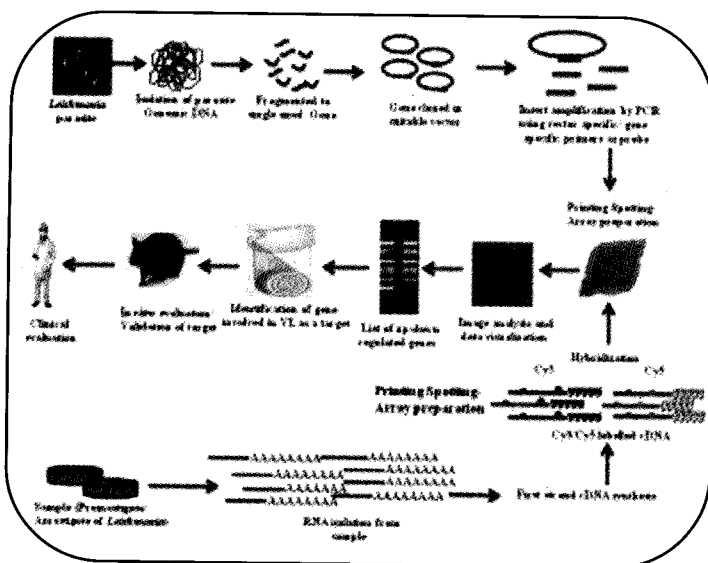 Leishmania
parasite
Isolation of parasite
Genomic DNA
Fragmented to
single used Gene
Gene cloned in
suitable vector
Insert amplification by PCR
using vector specific/ gene
specific primers or probe
Printing Spotting-
Array preparation
Clinical
evaluation
In vitro evaluation/
Validation of target
Identification of gene
involved in VL as a target
List of up/down
regulated genes
Image analysis and
data visualization
Hybridization
Cy3
Cy5
Printing Spotting-
Array preparation
Cy3/Cy5 labelled cDNA
AAAAAAAA
AAAAAAAA
AAAAAAAA
AAAAAAAA
AAAAAAAA
AAAAAAAA
AAAAAAAA
AAAAAAAA
Sample (Promastigote/
Amastigote of Leishmania)
RNA isolation from
sample
First strand cDNA synthesis